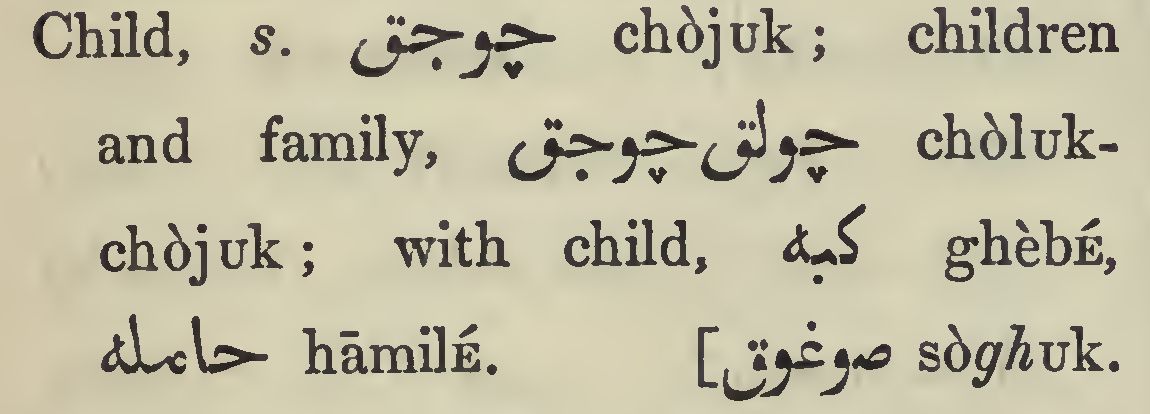 Child, s. چوجق chòjuk ; children
and family, چولق چوجق chòluk-
chòjuk ; with child, كبه ghèbÉ,
حامله hāmilÉ. [صوغوق sòghuk.